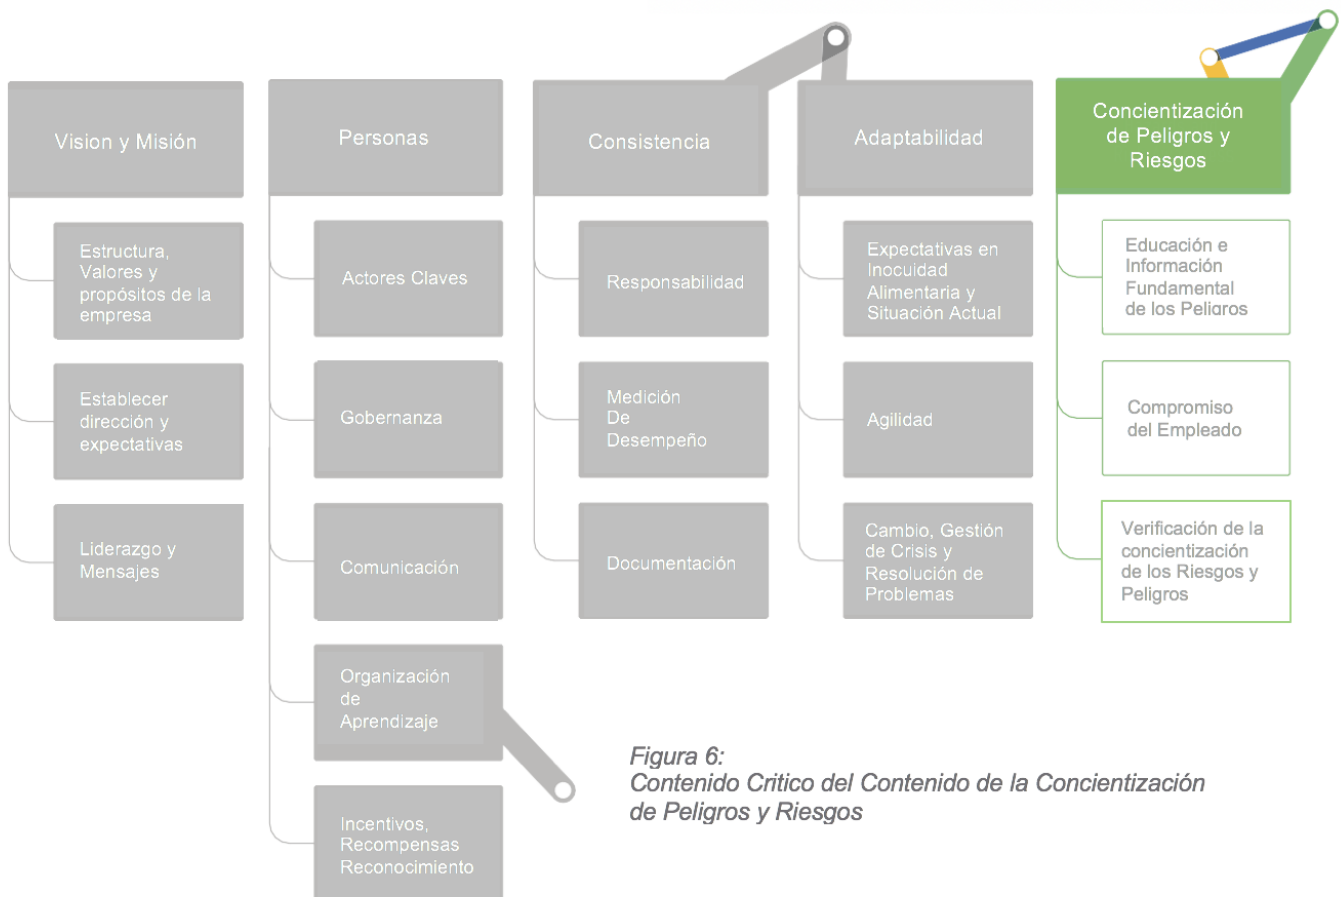 Vision y Misión
Estructura,
Valores y
propósitos de la
empresa
Establecer
dirección y
expectativas
Liderazgo y
Mensajes
Personas
Actores Claves
Gobernanza
Comunicación
Organización
de
Aprendizaje
Incentivos,
Recompensas
Reconocimiento
Consistencia
Responsabilidad
Medición
De
Desempeño
Documentación
Adaptabilidad
Expectativas en
Inocuidad
Alimentaria y
Situación Actual
Agilidad
Cambio, Gestión
de Crisis y
Resolución de
Problemas
Concientización
de Peligros y
Riesgos
Educación e
Información
Fundamental
de los Peligros
Compromiso
del Empleado
Verificación de la
concientización
de los Riesgos y
Peligros
Figura 6:
Contenido Critico del Contenido de la Concientización
de Peligros y Riesgos